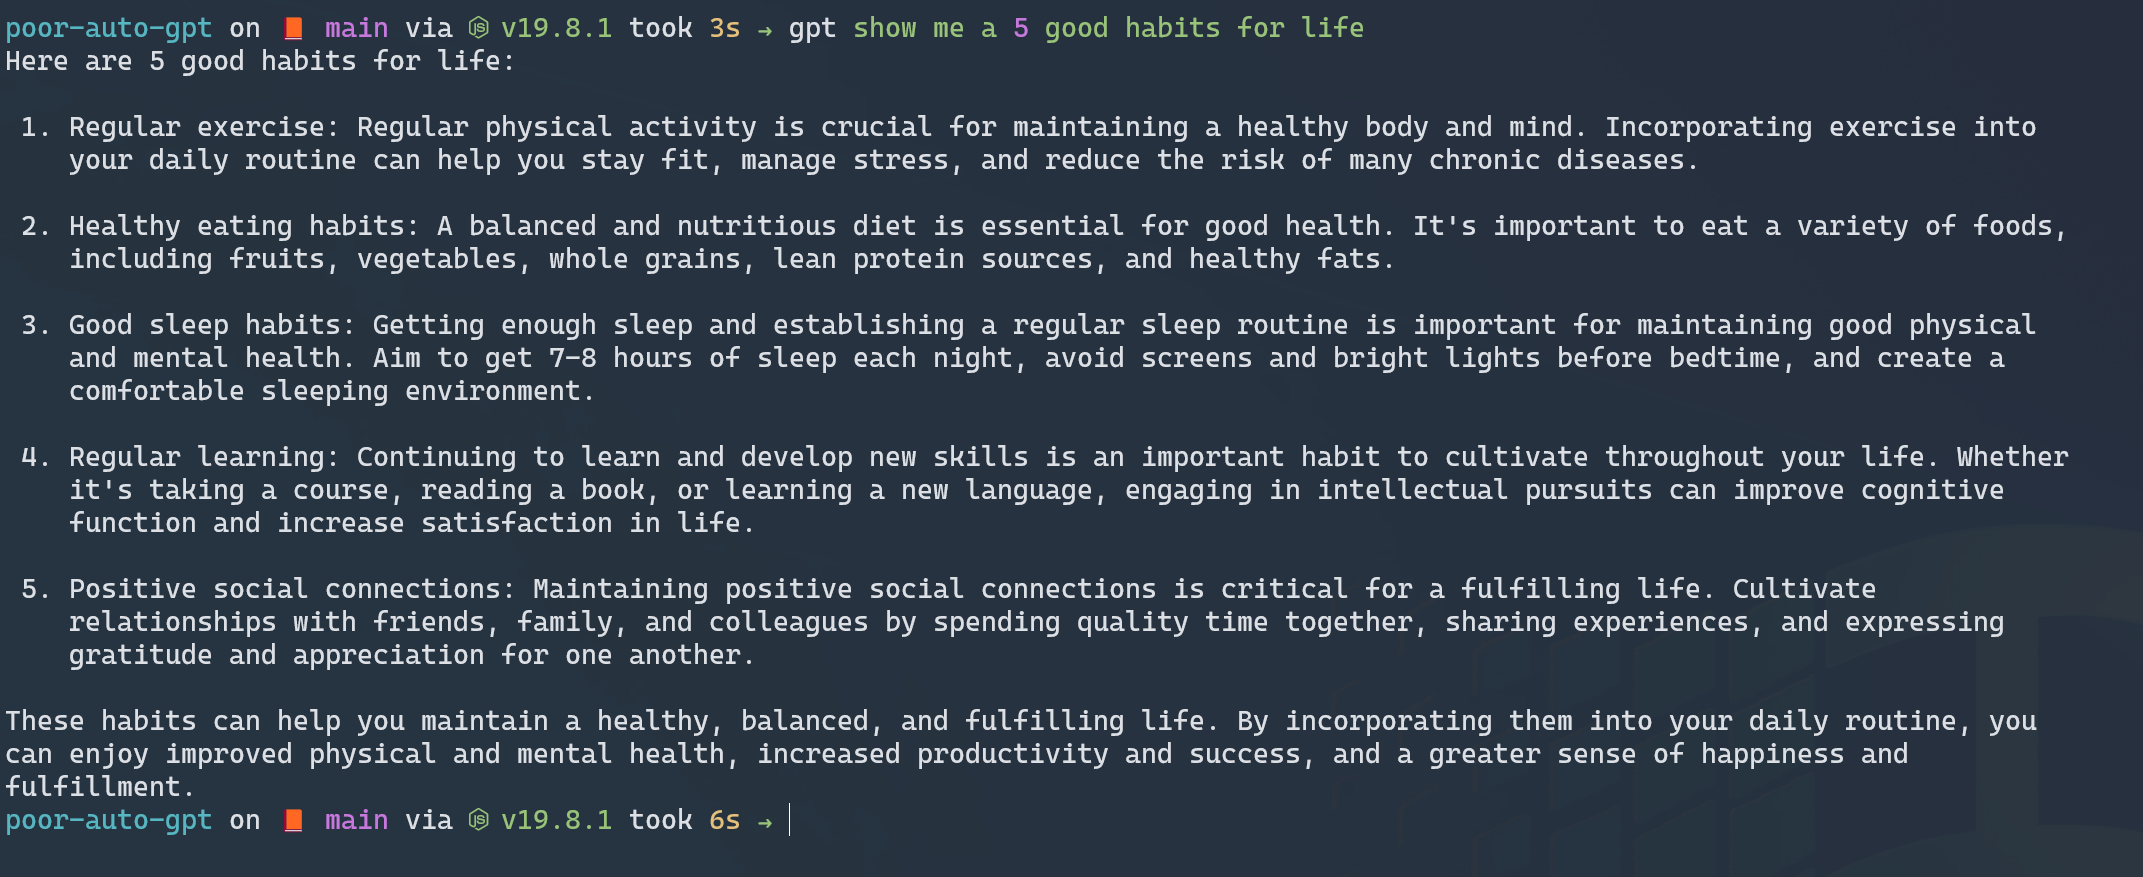 poor-auto-gpt on main via v19.8.1 took 3s → gpt show me a 5 good habits for life
Here are 5 good habits for life:
1. Regular exercise: Regular physical activity is crucial for maintaining a healthy body and mind. Incorporating exercise into
your daily routine can help you stay fit, manage stress, and reduce the risk of many chronic diseases.
2. Healthy eating habits: A balanced and nutritious diet is essential for good health. It's important to eat a variety of foods,
including fruits, vegetables, whole grains, lean protein sources, and healthy fats.
3. Good sleep habits: Getting enough sleep and establishing a regular sleep routine is important for maintaining good physical
and mental health. Aim to get 7-8 hours of sleep each night, avoid screens and bright lights before bedtime, and create a
comfortable sleeping environment.
4. Regular learning: Continuing to learn and develop new skills is an important habit to cultivate throughout your life. Whether
it's taking a course, reading a book, or learning a new language, engaging in intellectual pursuits can improve cognitive
function and increase satisfaction in life.
5. Positive social connections: Maintaining positive social connections is critical for a fulfilling life. Cultivate
relationships with friends, family, and colleagues by spending quality time together, sharing experiences, and expressing
gratitude and appreciation for one another.
These habits can help you maintain a healthy, balanced, and fulfilling life. By incorporating them into your daily routine, you
can enjoy improved physical and mental health, increased productivity and success, and a greater sense of happiness and
fulfillment.
poor-auto-gpt on main via v19.8.1 took 6s →